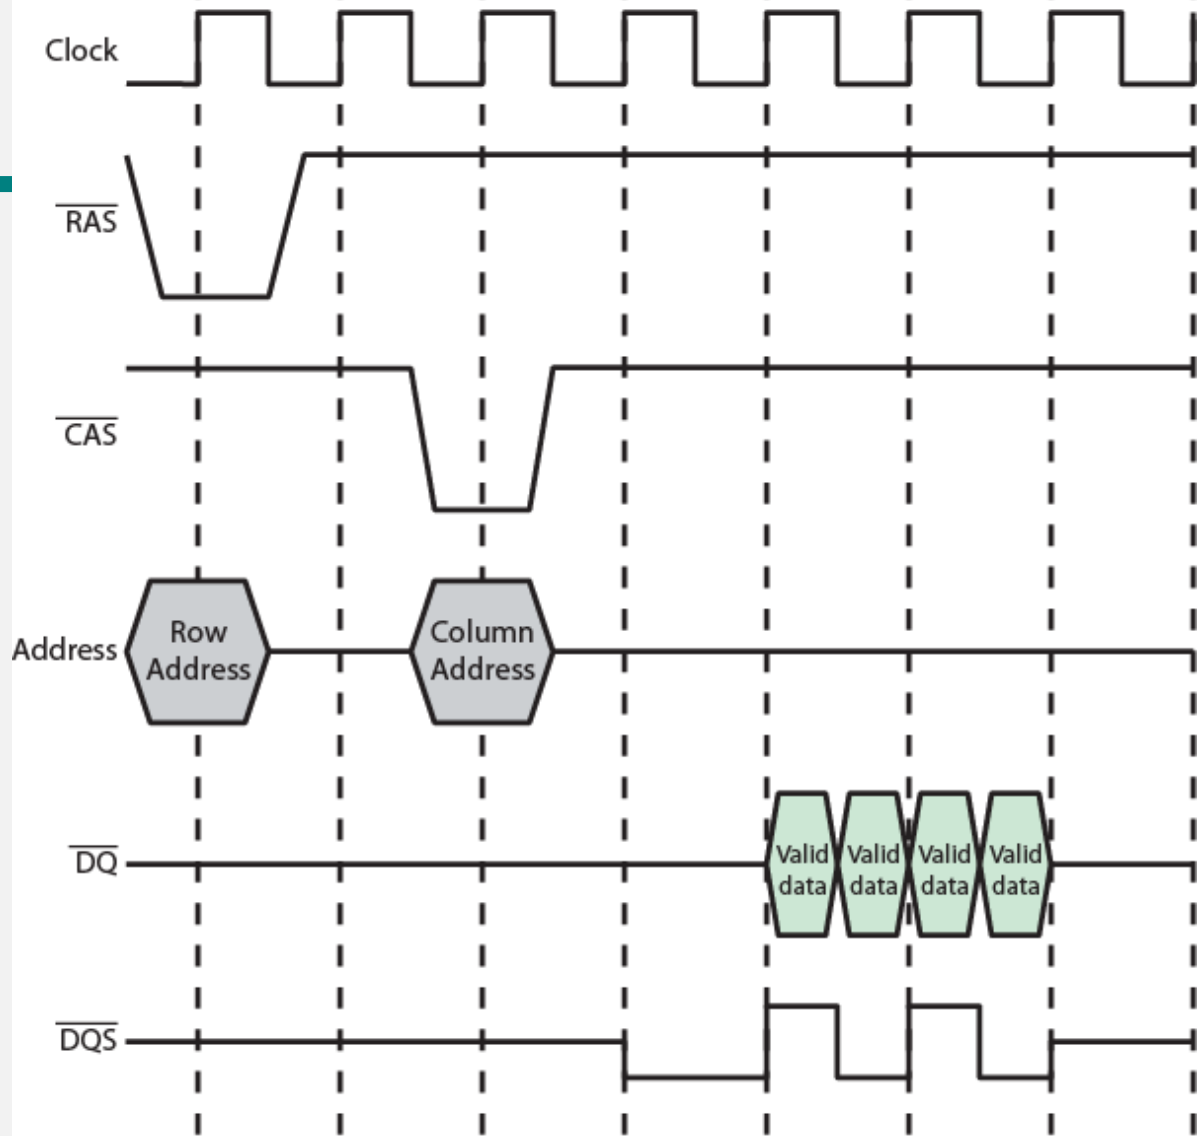 Clock
RAS
CAS
Address
Row
Address
Column
Address
DQ
Valid
data
Valid
data
Valid
data
Valid
data
DQS